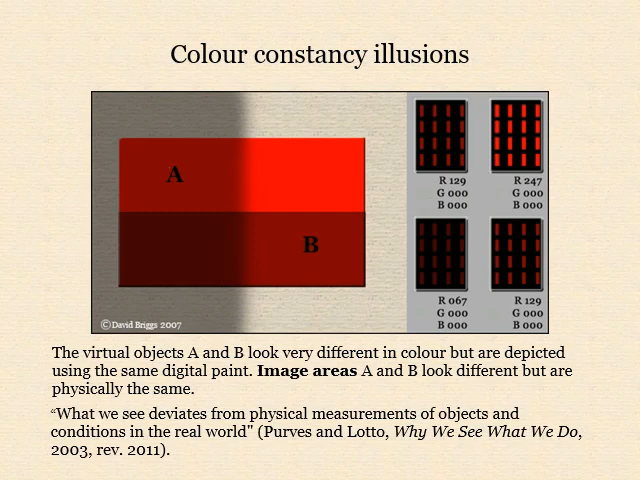 Colour constancy illusions
A
B
R 129
G 000
B 000
R 247
G 000
B 000
R 067
G 000
B 000
R 129
G 000
B 000
©David Briggs 2007
The virtual objects A and B look very different in colour but are depicted
using the same digital paint. Image areas A and B look different but are
physically the same.
“What we see deviates from physical measurements of objects and
conditions in the real world" (Purves and Lotto, Why We See What We Do,
2003, rev. 2011).